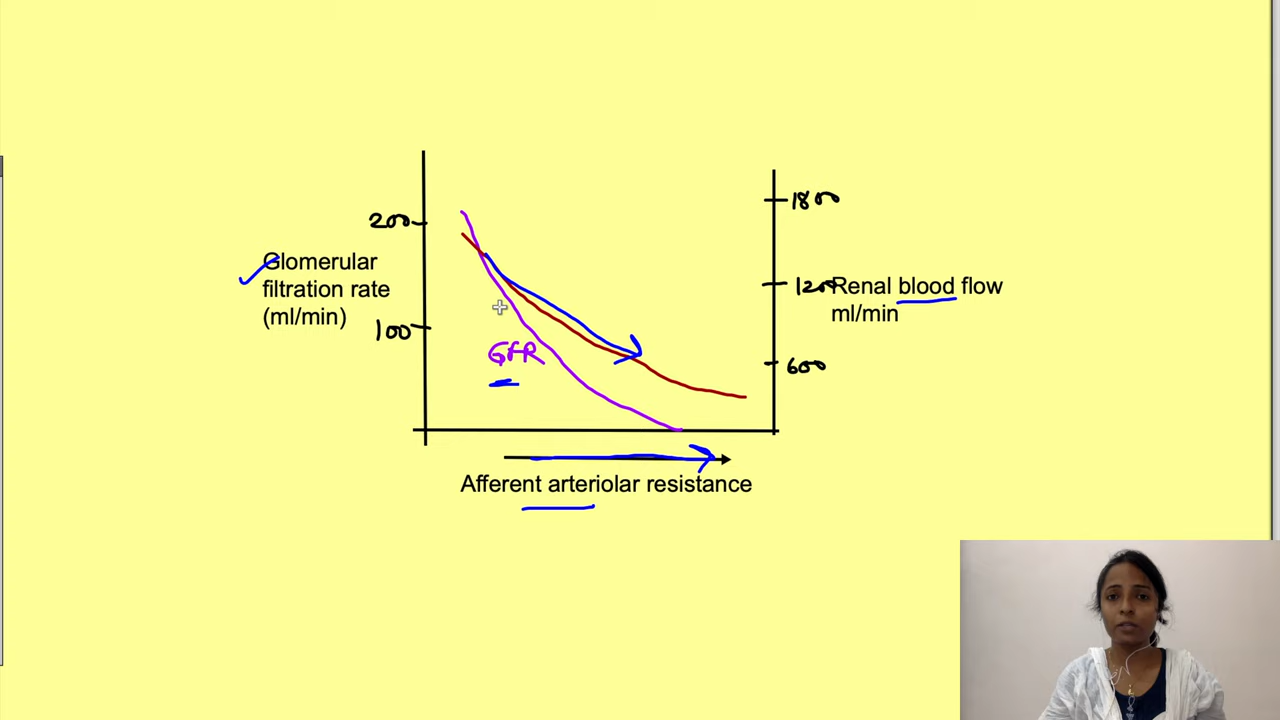 200
Glomerular
filtration rate
(ml/min)
100
GFR
1800
1200
Renal blood flow
ml/min
600
Afferent arteriolar resistance